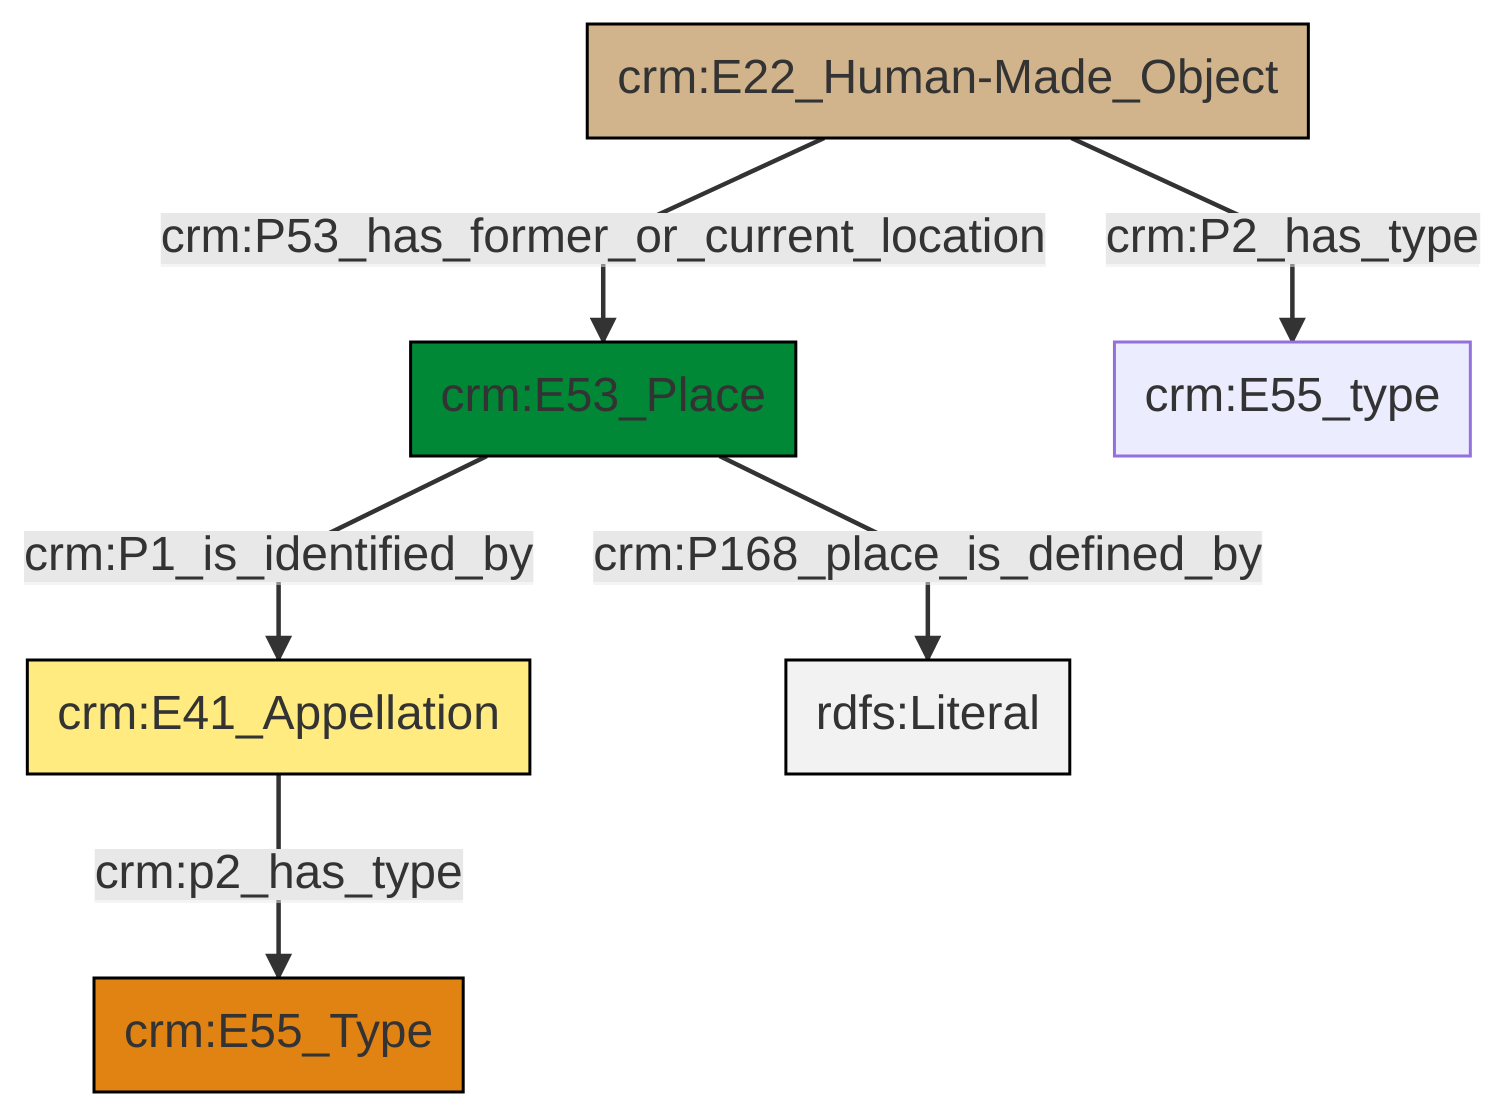 crm:E22_Human-Made_Object
crm:P53_has_former_or_current_location
crm:P2_has_type
crm:E53_Place
crm:E55_type
crm:P1_is_identified_by
crm:P168_place_is_defined_by
crm:E41_Appellation
rdfs:Literal
crm:p2_has_type
crm:E55_Type